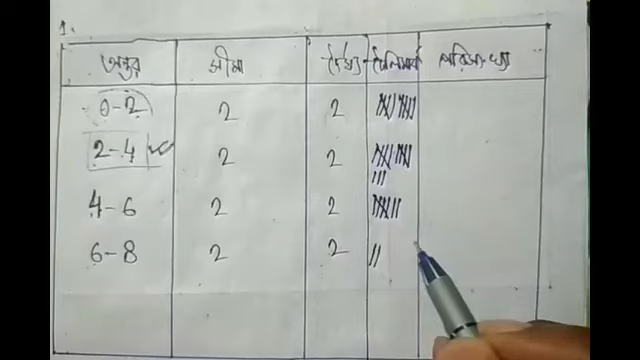 1.
অন্তর সীমা দৈর্ঘ্য টেলিমার্ক পরিসংখ্যা
0-2 2 2
2-4 2 2
4-6 2 2
6-8 2 2